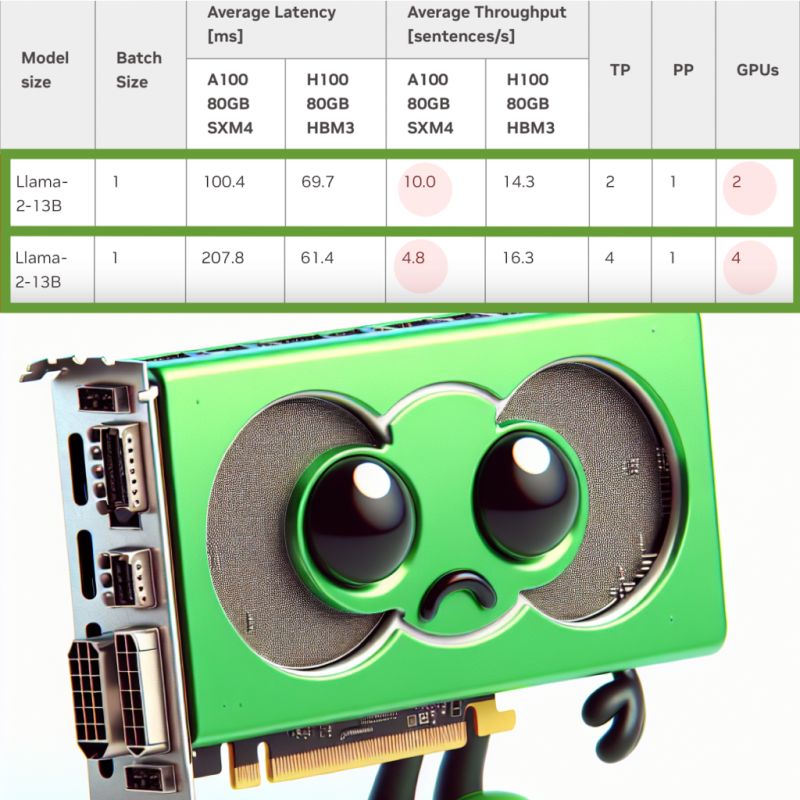 Average Latency Average Throughput
[ms] [sentences/s]
Model size Batch Size A100 80GB SXM4 H100 80GB HBM3 A100 80GB SXM4 H100 80GB HBM3 TP PP GPUs
Llama-2-13B 1 100.4 69.7 10.0 14.3 2 1 2
Llama-2-13B 1 207.8 61.4 4.8 16.3 4 1 4